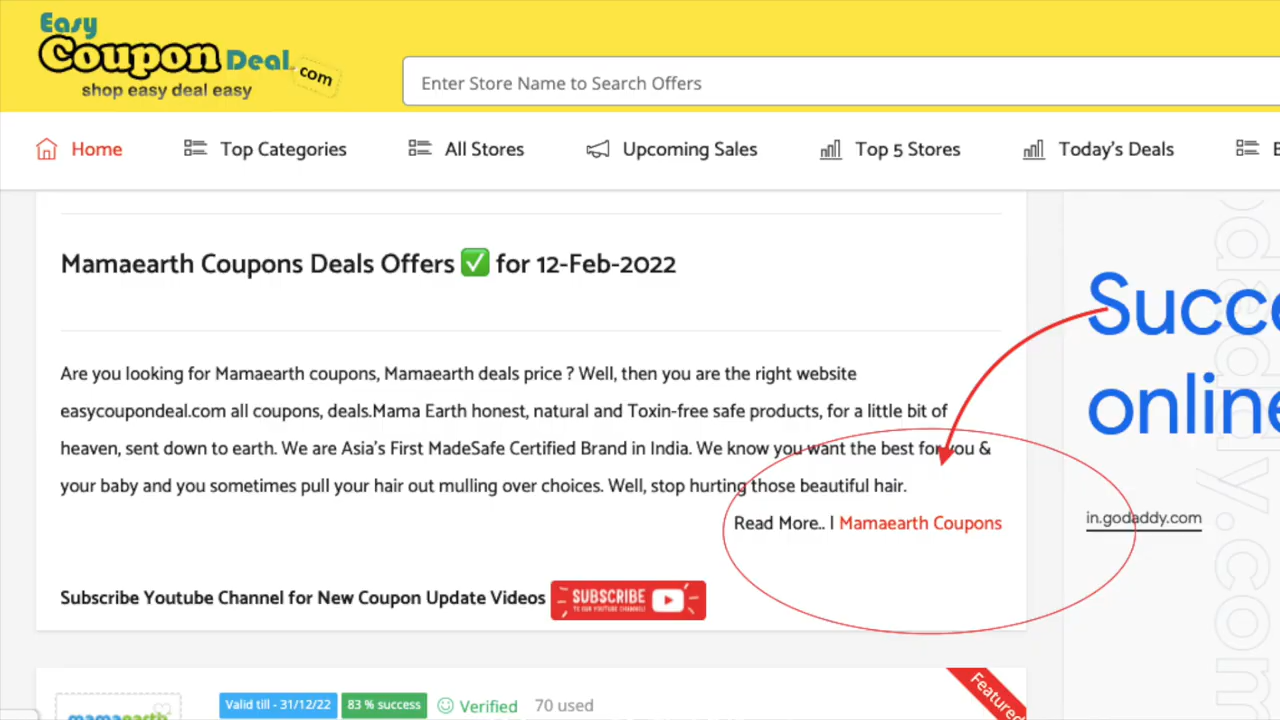 Easy
Coupon Deal.com
shop easy deal easy
Enter Store Name to Search Offers
Home
Top Categories
All Stores
Upcoming Sales
Top 5 Stores
Today's Deals
Mamaearth Coupons Deals Offers ✅ for 12-Feb-2022
Are you looking for Mamaearth coupons, Mamaearth deals price ? Well, then you are the right website
easycoupondeal.com all coupons, deals.Mama Earth honest, natural and Toxin-free safe products, for a little bit of
heaven, sent down to earth. We are Asia's First MadeSafe Certified Brand in India. We know you want the best for you &
your baby and you sometimes pull your hair out mulling over choices. Well, stop hurting those beautiful hair.
Read More.. | Mamaearth Coupons
Subscribe Youtube Channel for New Coupon Update Videos
SUBSCRIBE
TO OUR YOUTUBE CHANNEL!
Succe
online
in.godaddy.com
odaddy.com
mamaearth
Valid till - 31/12/22
83 % success
Verified
70 used
Featured